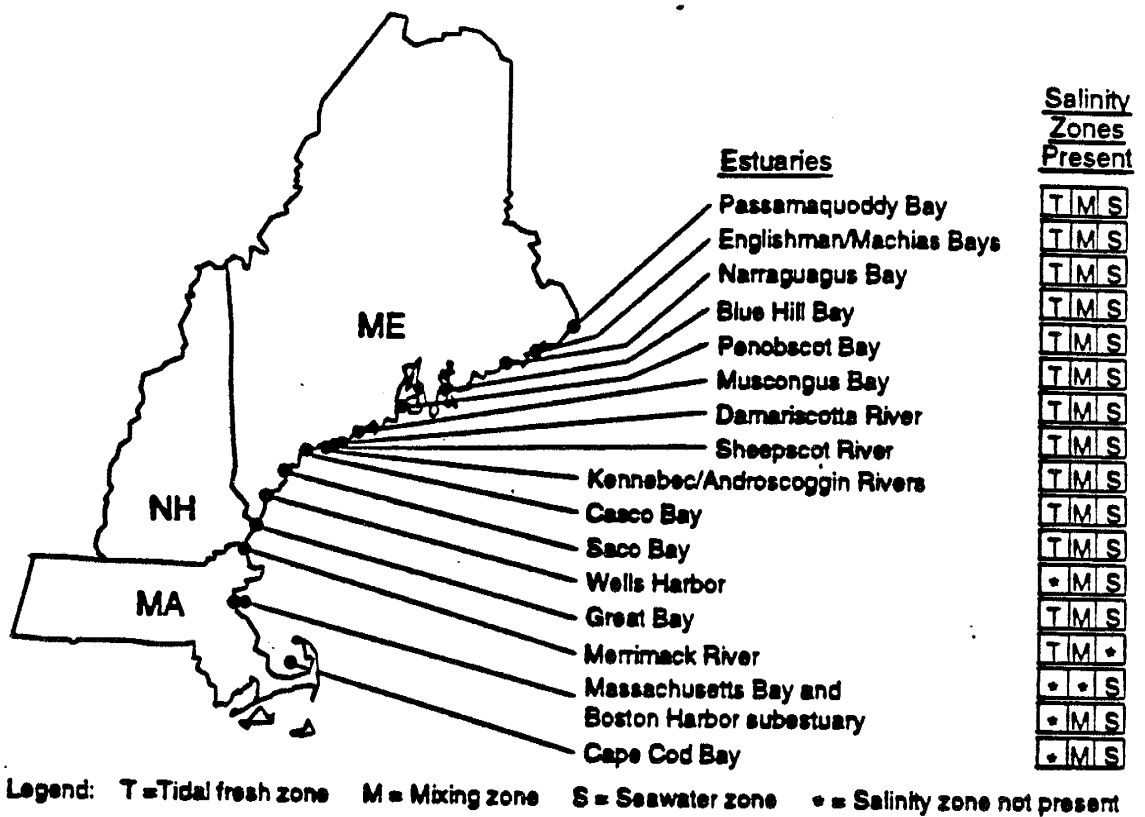 Salinity
Zones
Present
Estuaries
Passamaquoddy Bay T M S
Englishman/Machias Bays T M S
Narraguagus Bay T M S
ME Blue Hill Bay T M S
Penobscot Bay T M S
Muscongus Bay T M S
Damariscotta River T M S
Sheepscot River T M S
Kennebec/Androscoggin Rivers T M S
NH Casco Bay T M S
Saco Bay T M S
Wells Harbor * M S
MA Great Bay T M S
Merrimack River T M *
Massachusetts Bay and * * S
Boston Harbor subestuary * M S
Cape Cod Bay * M S
Legend: T = Tidal fresh zone M = Mixing zone S = Seawater zone * = Salinity zone not present